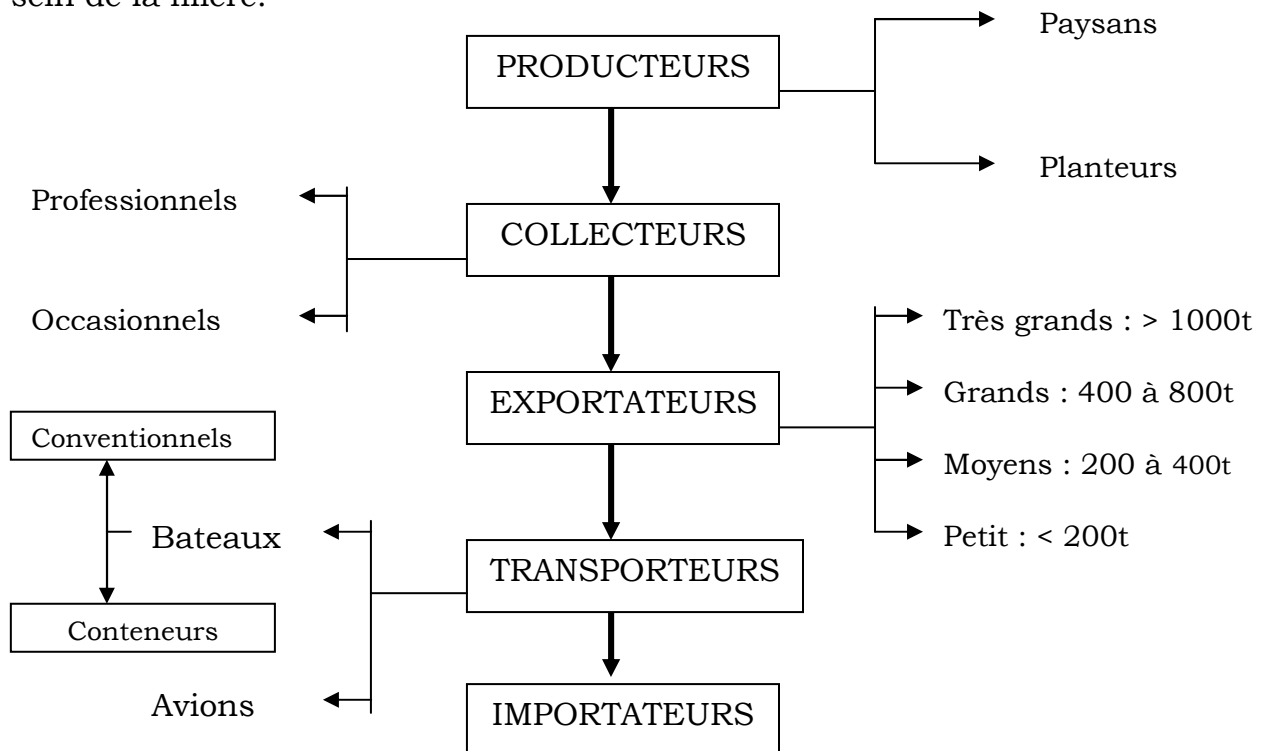 sein de la filière.
Paysans
PRODUCTEURS
Planteurs
Professionnels
COLLECTEURS
Occasionnels
Très grands : > 1000t
EXPORTATEURS
Grands : 400 à 800t
Conventionnels
Moyens : 200 à 400t
Bateaux
Petit : < 200t
TRANSPORTEURS
Conteneurs
Avions
IMPORTATEURS